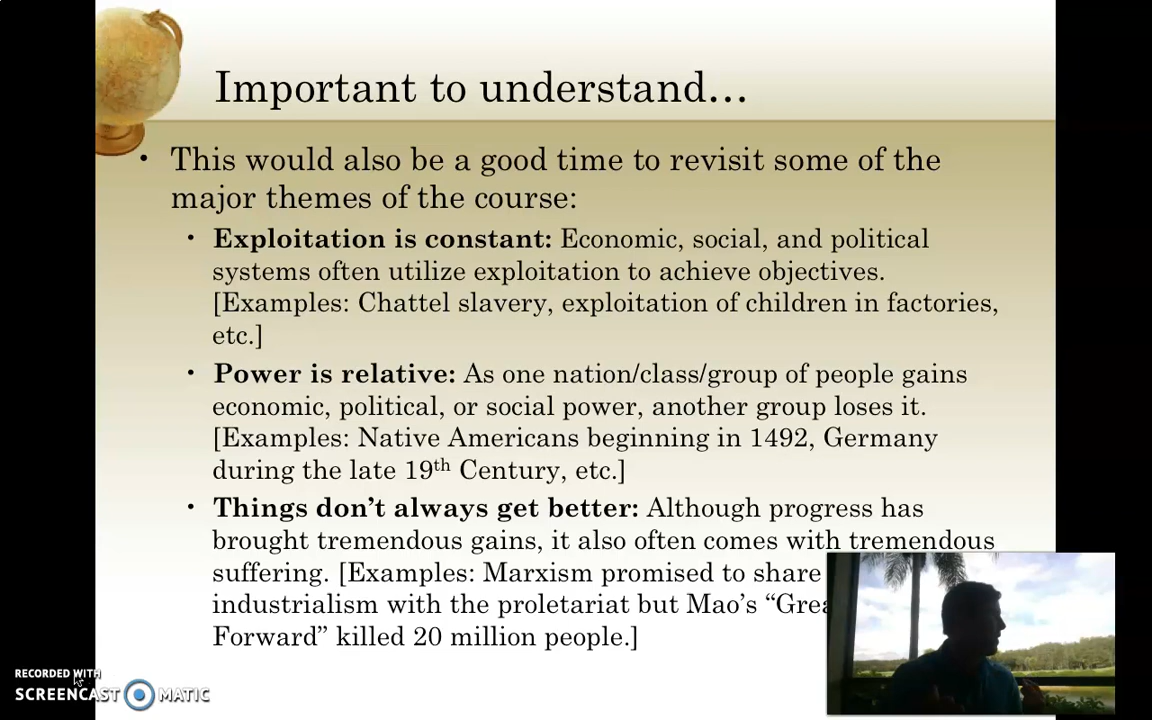 Important to understand…
• This would also be a good time to revisit some of the
major themes of the course:
• Exploitation is constant: Economic, social, and political
systems often utilize exploitation to achieve objectives.
[Examples: Chattel slavery, exploitation of children in factories,
etc.]
• Power is relative: As one nation/class/group of people gains
economic, political, or social power, another group loses it.
[Examples: Native Americans beginning in 1492, Germany
during the late 19th Century, etc.]
• Things don’t always get better: Although progress has
brought tremendous gains, it also often comes with tremendous
suffering. [Examples: Marxism promised to share
industrialism with the proletariat but Mao’s
Forward” killed 20 million people.]
RECORDED WITH
SCREENCAST MATIC